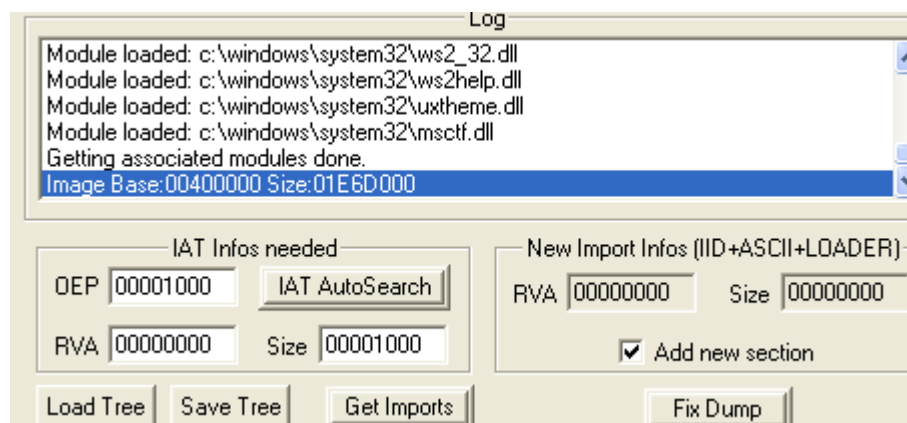 Log
Module loaded: c:\windows\system32\ws2_32.dll
Module loaded: c:\windows\system32\ws2help.dll
Module loaded: c:\windows\system32\uxtheme.dll
Module loaded: c:\windows\system32\msctf.dll
Getting associated modules done.
Image Base:00400000 Size:01E6D000
IAT Infos needed
New Import Infos (IID+ASCII+LOADER)
OEP 00001000 IAT AutoSearch
RVA 00000000 Size 00000000
RVA 00000000 Size 00001000
Add new section
Load Tree Save Tree Get Imports Fix Dump